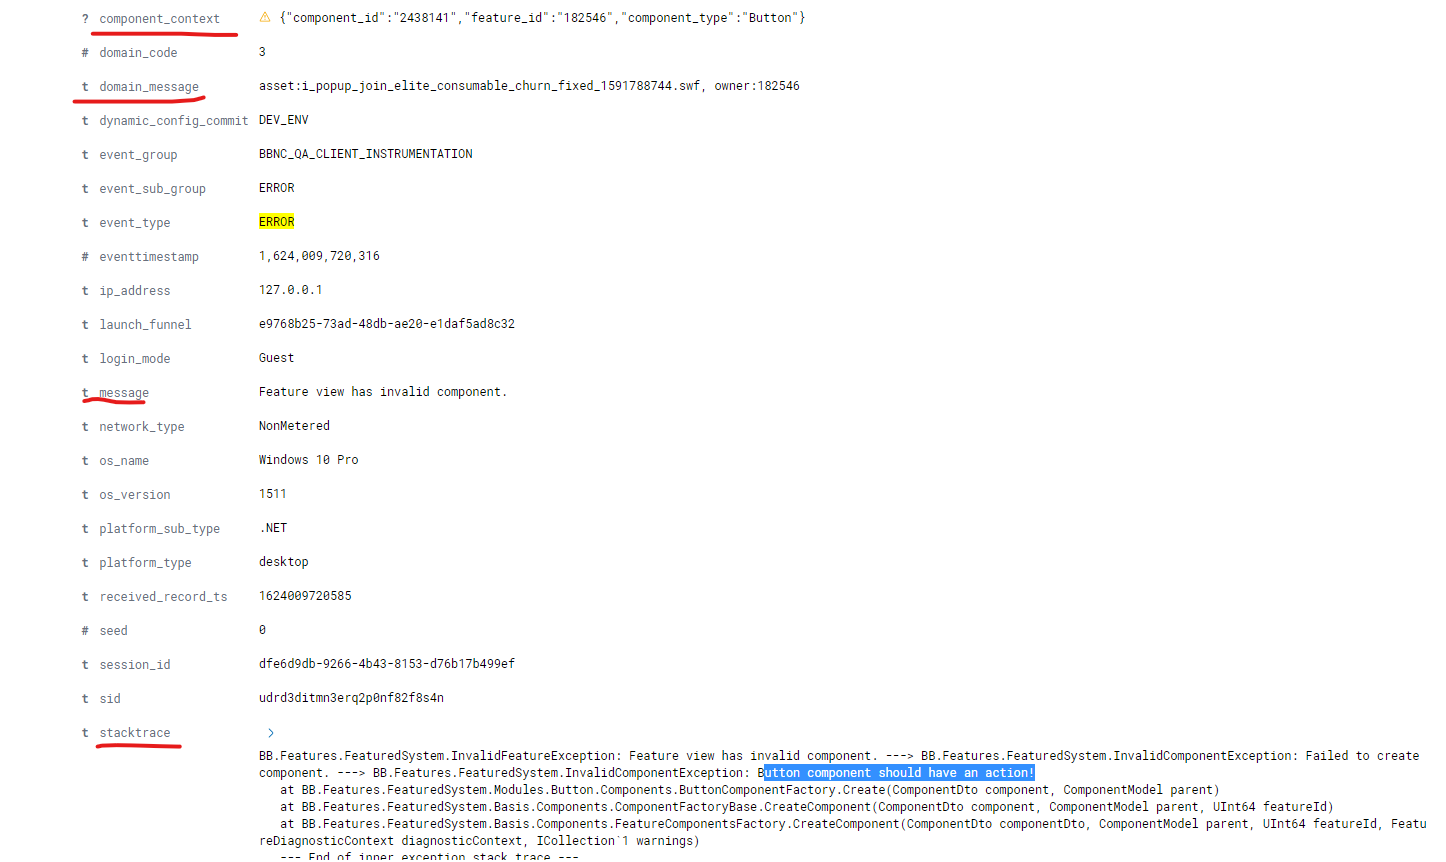 ? component_context ⚠ {"component_id":"2438141","feature_id":"182546","component_type":"Button"}
# domain_code 3
t domain_message asset:i_popup_join_elite_consumable_churn_fixed_1591788744.swf, owner:182546
t dynamic_config_commit DEV_ENV
t event_group BBNC_QA_CLIENT_INSTRUMENTATION
t event_sub_group ERROR
t event_type ERROR
# eventtimestamp 1,624,009,720,316
t ip_address 127.0.0.1
t launch_funnel e9768b25-73ad-48db-ae20-e1daf5ad8c32
t login_mode Guest
t message Feature view has invalid component.
t network_type NonMetered
t os_name Windows 10 Pro
t os_version 1511
t platform_sub_type .NET
t platform_type desktop
t received_record_ts 1624009720585
# seed 0
t session_id dfe6d9db-9266-4b43-8153-d76b17b499ef
t sid udrd3ditmn3erq2p0nf82f8s4n
t stacktrace >
BB.Features.FeaturedSystem.InvalidFeatureException: Feature view has invalid component. ---> BB.Features.FeaturedSystem.InvalidComponentException: Failed to create
component. ---> BB.Features.FeaturedSystem.InvalidComponentException: Button component should have an action!
at BB.Features.FeaturedSystem.Modules.Button.Components.ButtonComponentFactory.Create(ComponentDto component, ComponentModel parent)
at BB.Features.FeaturedSystem.Basis.Components.ComponentFactoryBase.CreateComponent(ComponentDto component, ComponentModel parent, UInt64 featureId)
at BB.Features.FeaturedSystem.Basis.Components.FeatureComponentsFactory.CreateComponent(ComponentDto componentDto, ComponentModel parent, UInt64 featureId, Featu
reDiagnosticContext diagnosticContext, ICollection`1 warnings)
--- End of inner exception stack trace ---